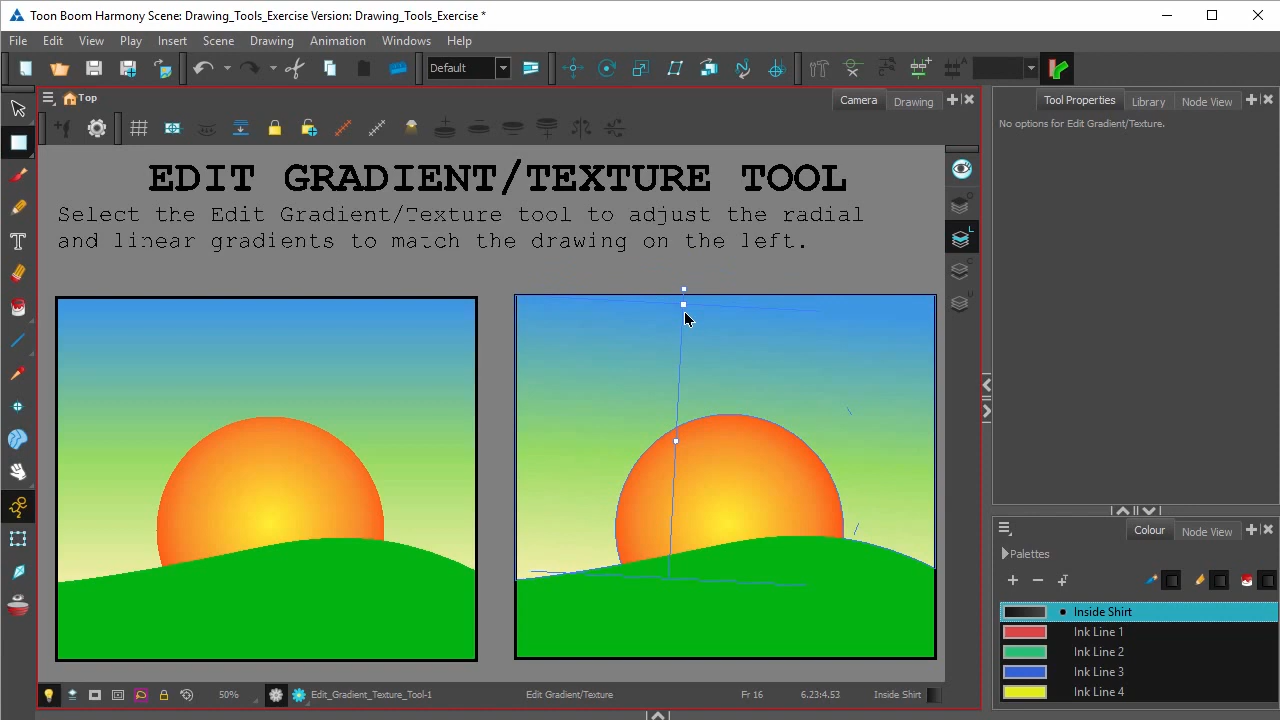 Toon Boom Harmony Scene: Drawing_Tools_Exercise Version: Drawing_Tools_Exercise *
File Edit View Play Insert Scene Drawing Animation Windows Help
Default
Top
Camera
Drawing
Tool Properties
Library
Node View
No options for Edit Gradient/Texture.
EDIT GRADIENT/TEXTURE TOOL
Select the Edit Gradient/Texture tool to adjust the radial
and linear gradients to match the drawing on the left.
Colour
Node View
Palettes
Inside Shirt
Ink Line 1
Ink Line 2
Ink Line 3
Ink Line 4
50%
Edit_Gradient_Texture_Tool-1
Edit Gradient/Texture
Fr 16
6.23:4.53
Inside Shirt